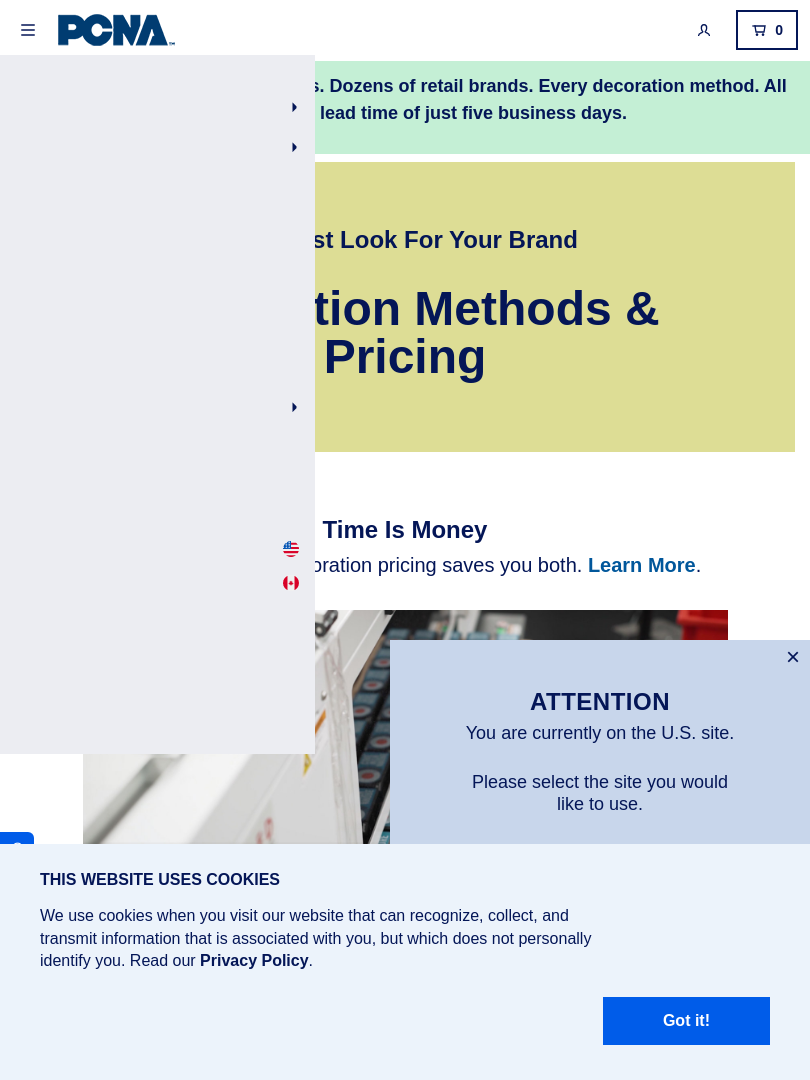 PCNA
0
s. Dozens of retail brands. Every decoration method. All
lead time of just five business days.
st Look For Your Brand
tion Methods &
Pricing
Time Is Money
oration pricing saves you both. Learn More.
ATTENTION
You are currently on the U.S. site.
Please select the site you would
like to use.
THIS WEBSITE USES COOKIES
We use cookies when you visit our website that can recognize, collect, and
transmit information that is associated with you, but which does not personally
identify you. Read our Privacy Policy.
Got it!